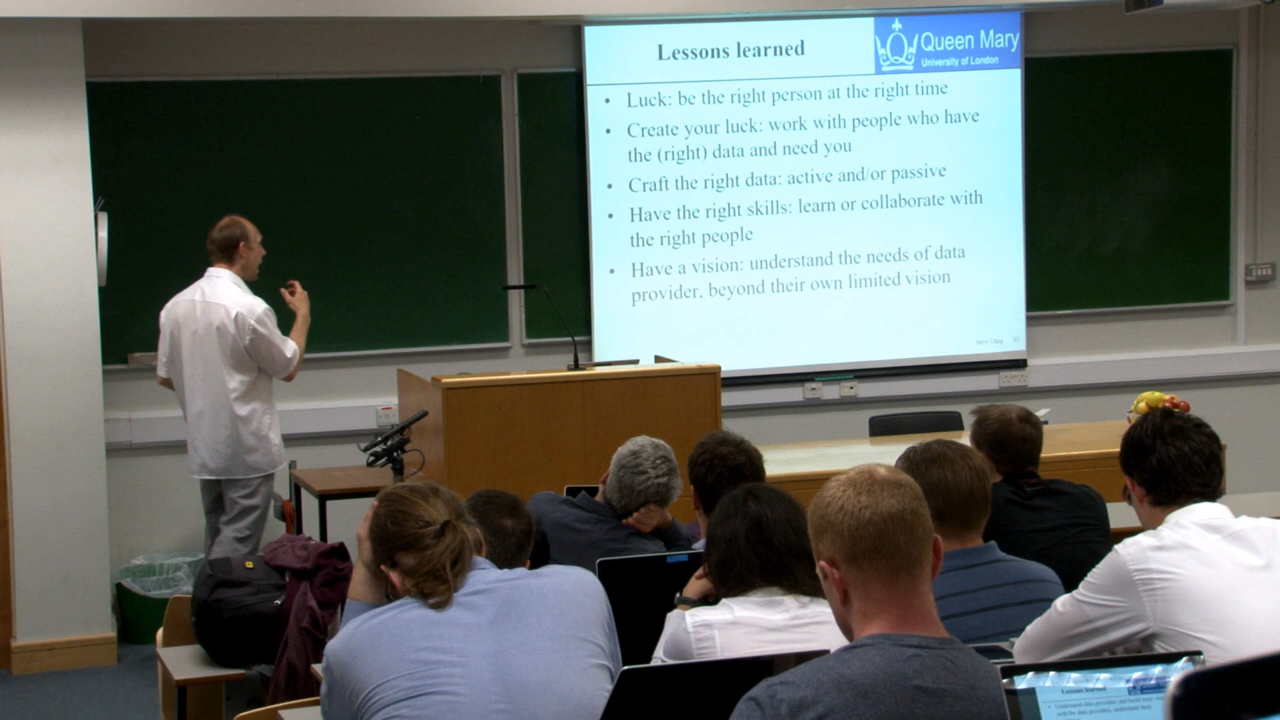 Lessons learned
Queen Mary
University of London
• Luck: be the right person at the right time
• Create your luck: work with people who have
the (right) data and need you
• Craft the right data: active and/or passive
• Have the right skills: learn or collaborate with
the right people
• Have a vision: understand the needs of data
provider, beyond their own limited vision
Lessons learned